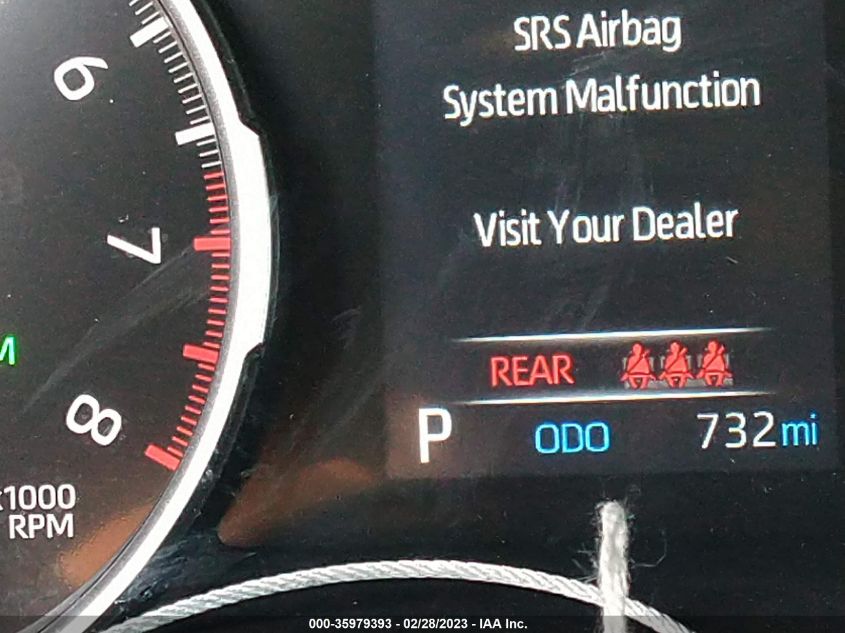 SRS Airbag
System Malfunction
Visit Your Dealer
REAR
P ODO 732 mi
6
7
8
x1000
RPM
000-35979393 - 02/28/2023 - IAA Inc.